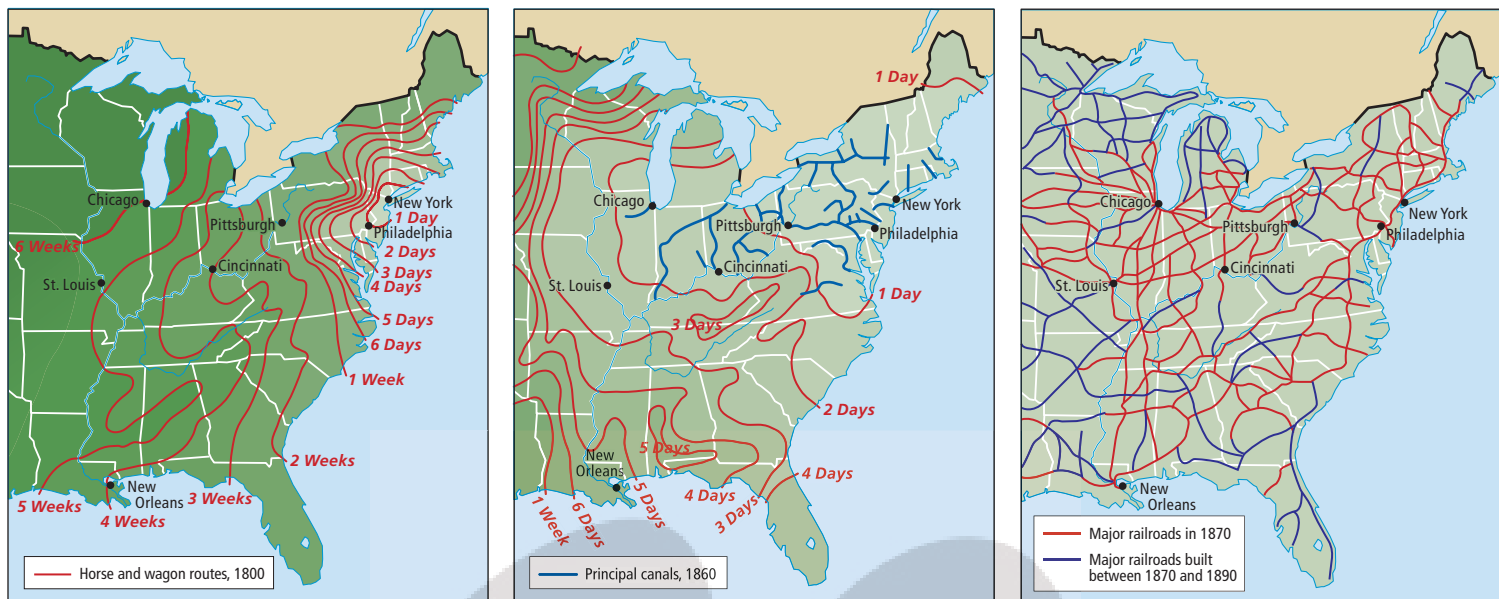 Chicago
New York
Pittsburgh
1 Day
Philadelphia
6 Weeks
2 Days
Cincinnati
3 Days
St. Louis
4 Days
5 Days
6 Days
1 Week
2 Weeks
New
Orleans
3 Weeks
5 Weeks
4 Weeks
Horse and wagon routes, 1800
1 Day
Chicago
New York
Pittsburgh
Philadelphia
Cincinnati
St. Louis
1 Day
3 Days
2 Days
5 Days
New
Orleans
4 Days
4 Days
5 Days
3 Days
6 Days
1 Week
Principal canals, 1860
Chicago
New York
Pittsburgh
Philadelphia
Cincinnati
St. Louis
New
Orleans
Major railroads in 1870
Major railroads built
between 1870 and 1890